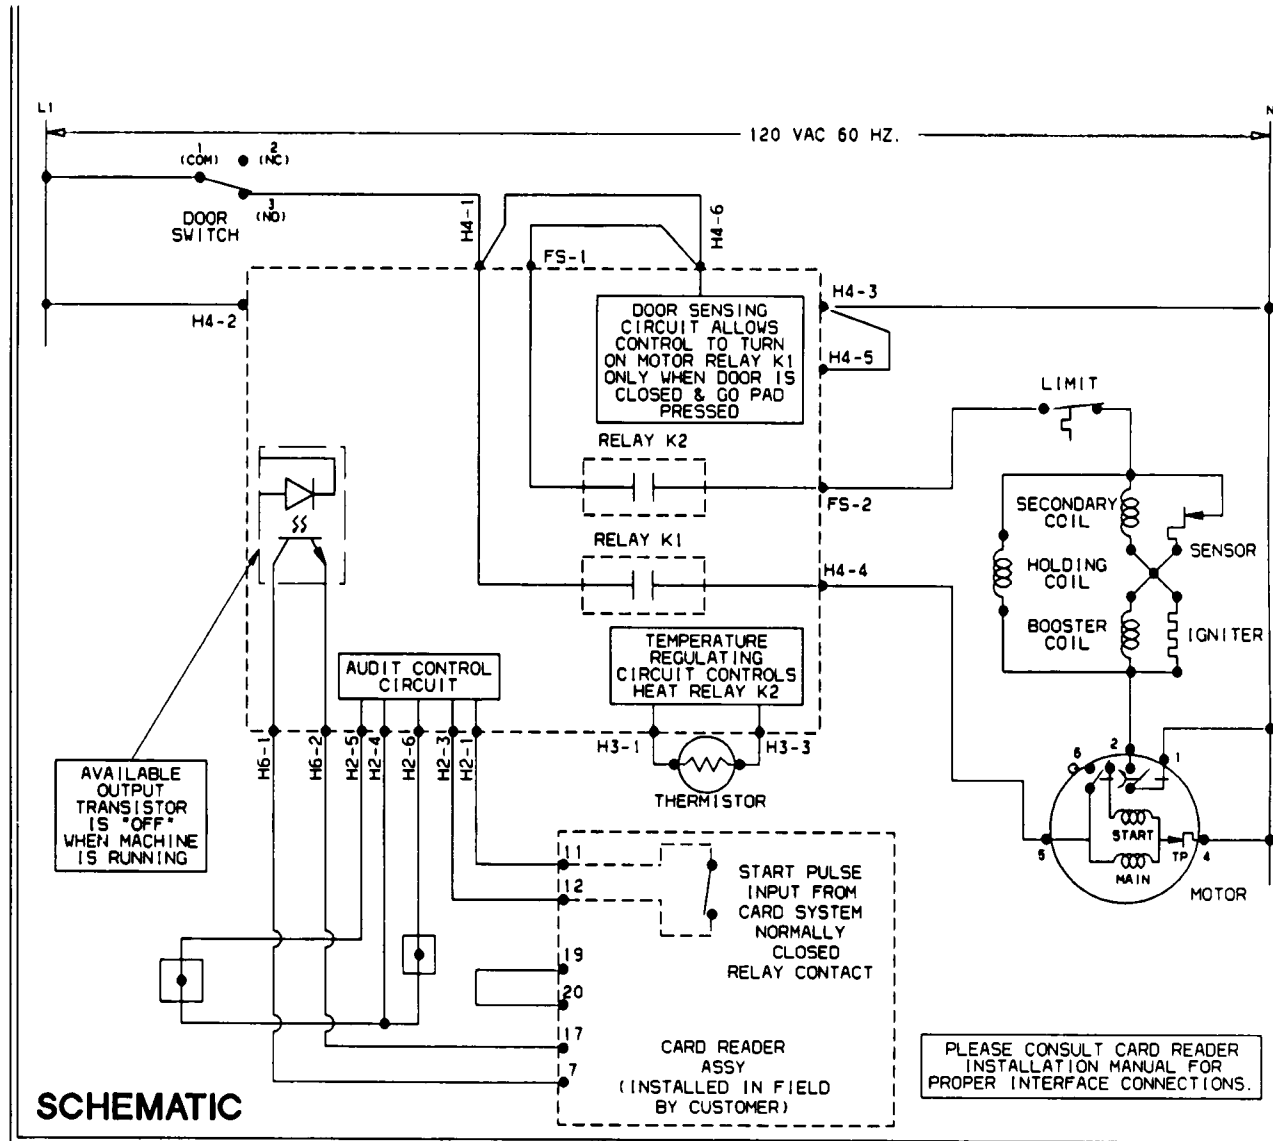 L1
N
120 VAC 60 HZ.
1
(COM)
2
(NC)
3
(NO)
DOOR
SWITCH
H4-1
H4-6
FS-1
H4-2
H4-3
H4-5
DOOR SENSING
CIRCUIT ALLOWS
CONTROL TO TURN
ON MOTOR RELAY K1
ONLY WHEN DOOR IS
CLOSED & GO PAD
PRESSED
LIMIT
RELAY K2
FS-2
RELAY K1
H4-4
SECONDARY
COIL
SENSOR
HOLDING
COIL
BOOSTER
COIL
IGNITER
TEMPERATURE
REGULATING
CIRCUIT CONTROLS
HEAT RELAY K2
AUDIT CONTROL
CIRCUIT
H6-1
H6-2
H2-5
H2-4
H2-6
H2-3
H2-1
H3-1
H3-3
THERMISTOR
AVAILABLE
OUTPUT
TRANSISTOR
IS "OFF"
WHEN MACHINE
IS RUNNING
6
2
1
START
5
TP
4
MAIN
MOTOR
11
12
19
20
17
7
START PULSE
INPUT FROM
CARD SYSTEM
NORMALLY
CLOSED
RELAY CONTACT
CARD READER
ASSY
(INSTALLED IN FIELD
BY CUSTOMER)
PLEASE CONSULT CARD READER
INSTALLATION MANUAL FOR
PROPER INTERFACE CONNECTIONS.
SCHEMATIC